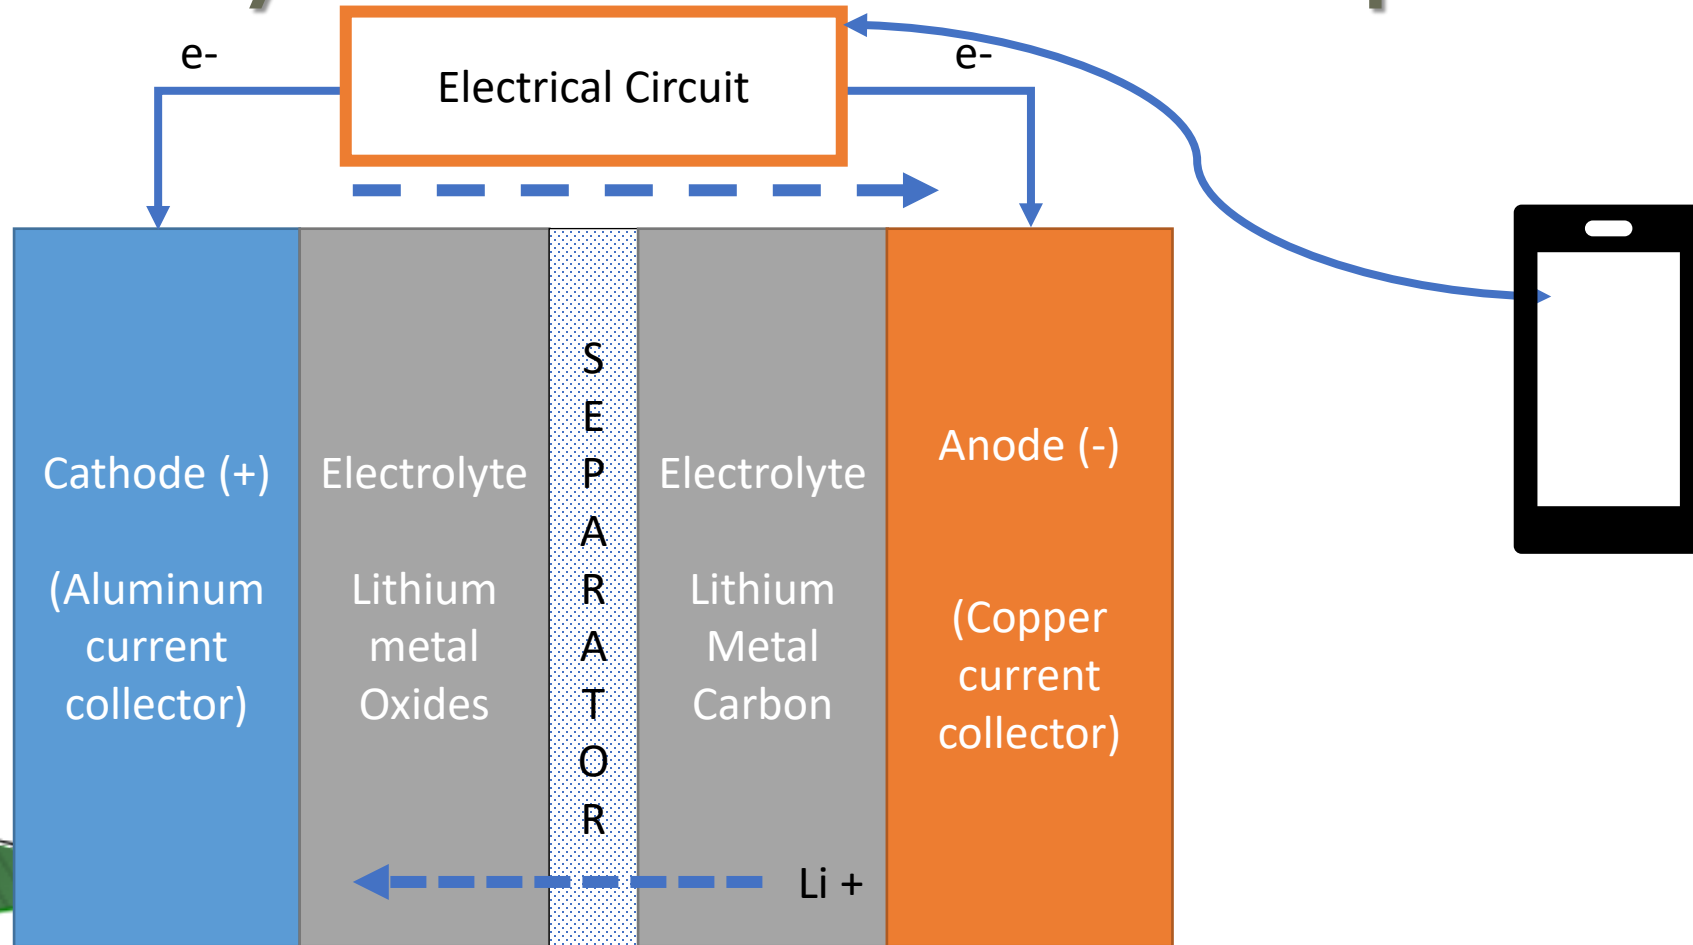 e-
Electrical Circuit
e-
Cathode (+)
(Aluminum
current
collector)
Electrolyte
Lithium
metal
Oxides
SEPARATOR
Electrolyte
Lithium
Metal
Carbon
Anode (-)
(Copper
current
collector)
Li +